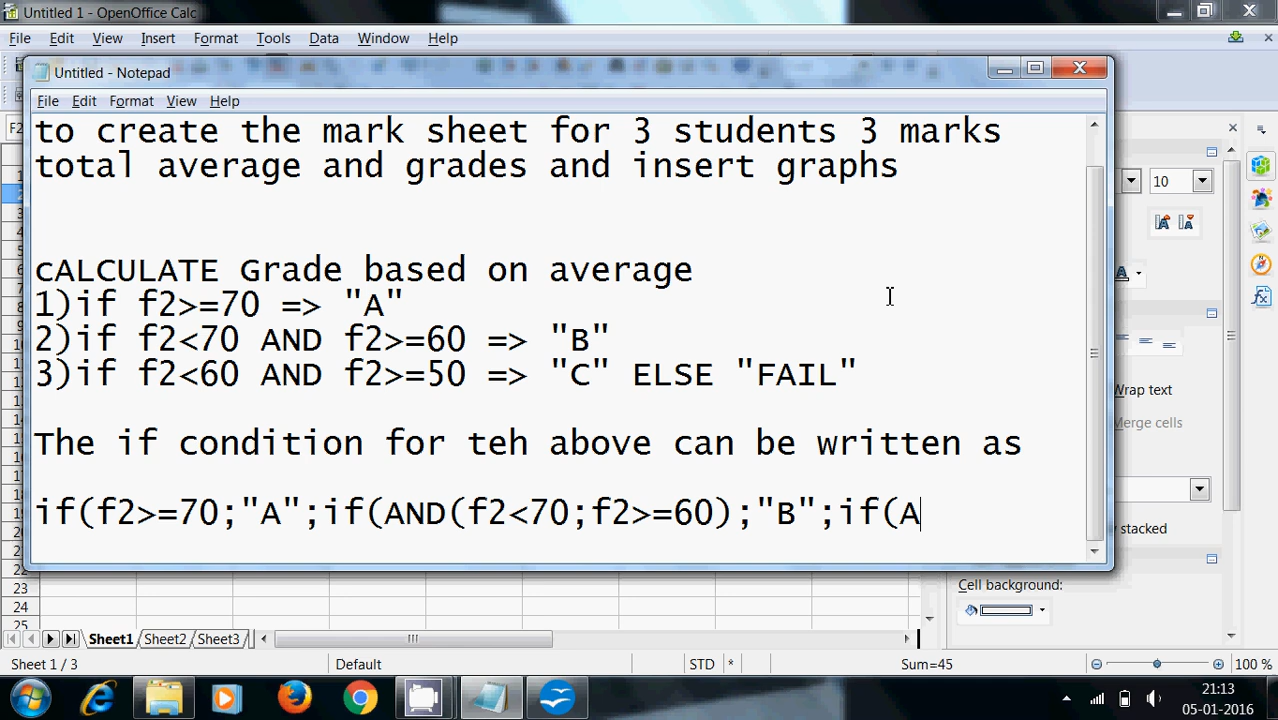 Untitled 1 - OpenOffice Calc
File Edit View Insert Format Tools Data Window Help
Untitled - Notepad
File Edit Format View Help
F2
to create the mark sheet for 3 students 3 marks
total average and grades and insert graphs
10
cALCULATE Grade based on average
1)if f2>=70 => "A"
2)if f2<70 AND f2>=60 => "B"
3)if f2<60 AND f2>=50 => "C" ELSE "FAIL"
Wrap text
Merge cells
The if condition for teh above can be written as
if(f2>=70;"A";if(AND(f2<70;f2>=60);"B";if(A
y stacked
23
24
25
Cell background:
Sheet1 Sheet2 Sheet3
Sheet 1 / 3 Default STD * Sum=45 100 %
21:13
05-01-2016